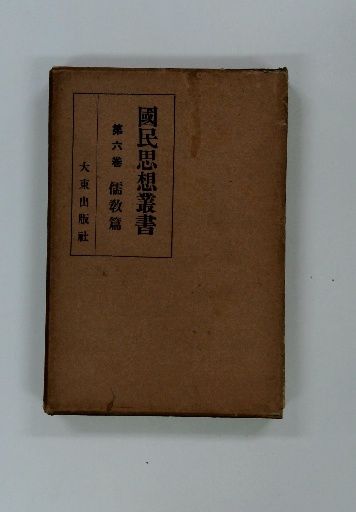 國民思想叢書
第六卷 儒教篇
大東出版社